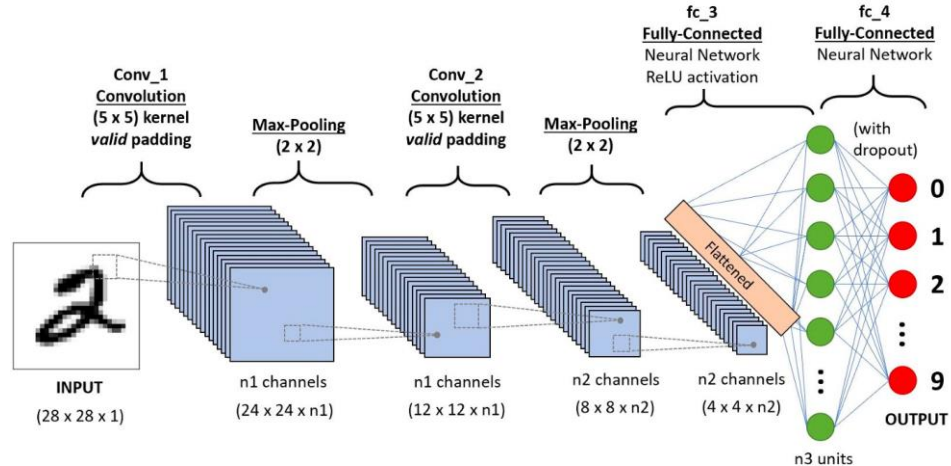 fc_3
Fully-Connected
Neural Network
ReLU activation
fc_4
Fully-Connected
Neural Network
Conv_1
Convolution
(5 x 5) kernel
valid padding
Max-Pooling
(2 x 2)
Conv_2
Convolution
(5 x 5) kernel
valid padding
Max-Pooling
(2 x 2)
(with
dropout)
Flattened
0
1
2
9
2
INPUT
(28 x 28 x 1)
n1 channels
(24 x 24 x n1)
n1 channels
(12 x 12 x n1)
n2 channels
(8 x 8 x n2)
n2 channels
(4 x 4 x n2)
n3 units
OUTPUT